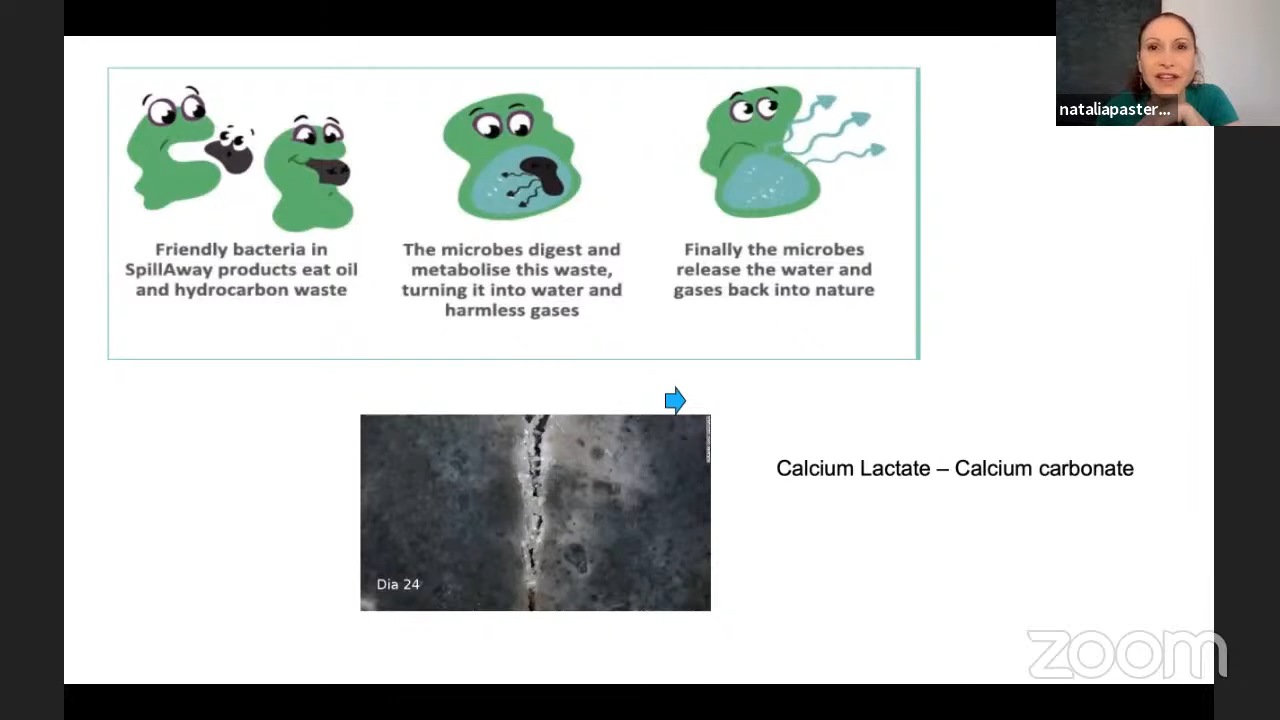 nataliapaster...
Friendly bacteria in
SpillAway products eat oil
and hydrocarbon waste
The microbes digest and
metabolise this waste,
turning it into water and
harmless gases
Finally the microbes
release the water and
gases back into nature
Calcium Lactate – Calcium carbonate
Dia 24
zoom